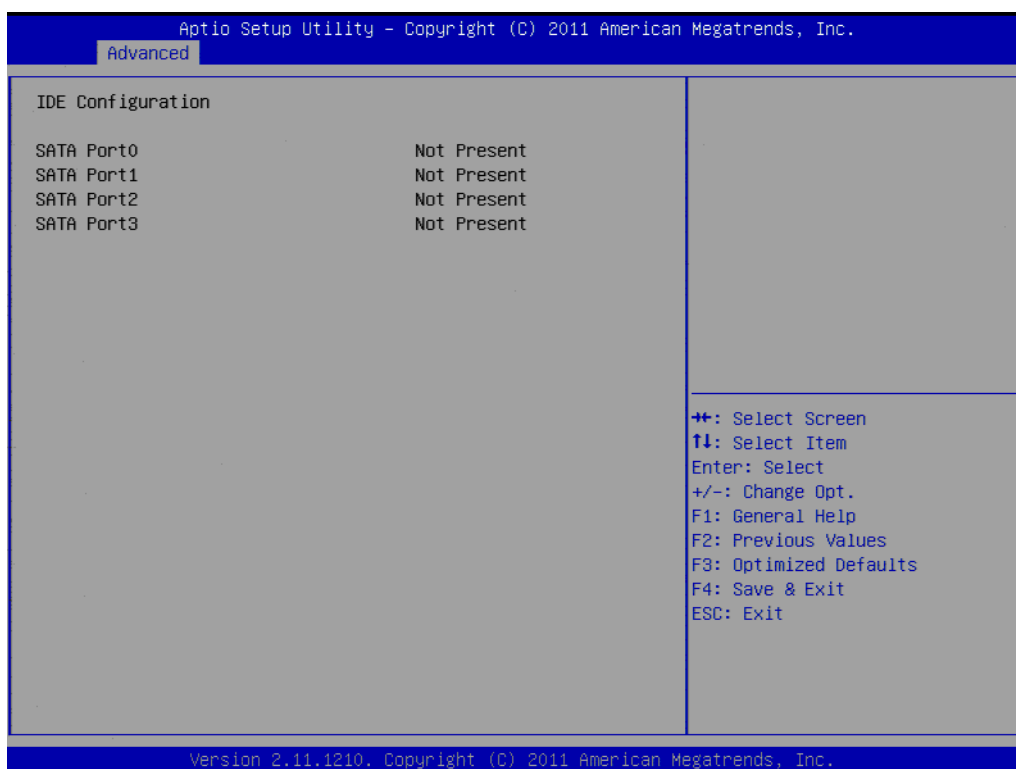 Aptio Setup Utility – Copyright (C) 2011 American Megatrends, Inc.
Advanced
IDE Configuration
SATA Port0 Not Present
SATA Port1 Not Present
SATA Port2 Not Present
SATA Port3 Not Present
→←: Select Screen
↑↓: Select Item
Enter: Select
+/-: Change Opt.
F1: General Help
F2: Previous Values
F3: Optimized Defaults
F4: Save & Exit
ESC: Exit
Version 2.11.1210. Copyright (C) 2011 American Megatrends, Inc.